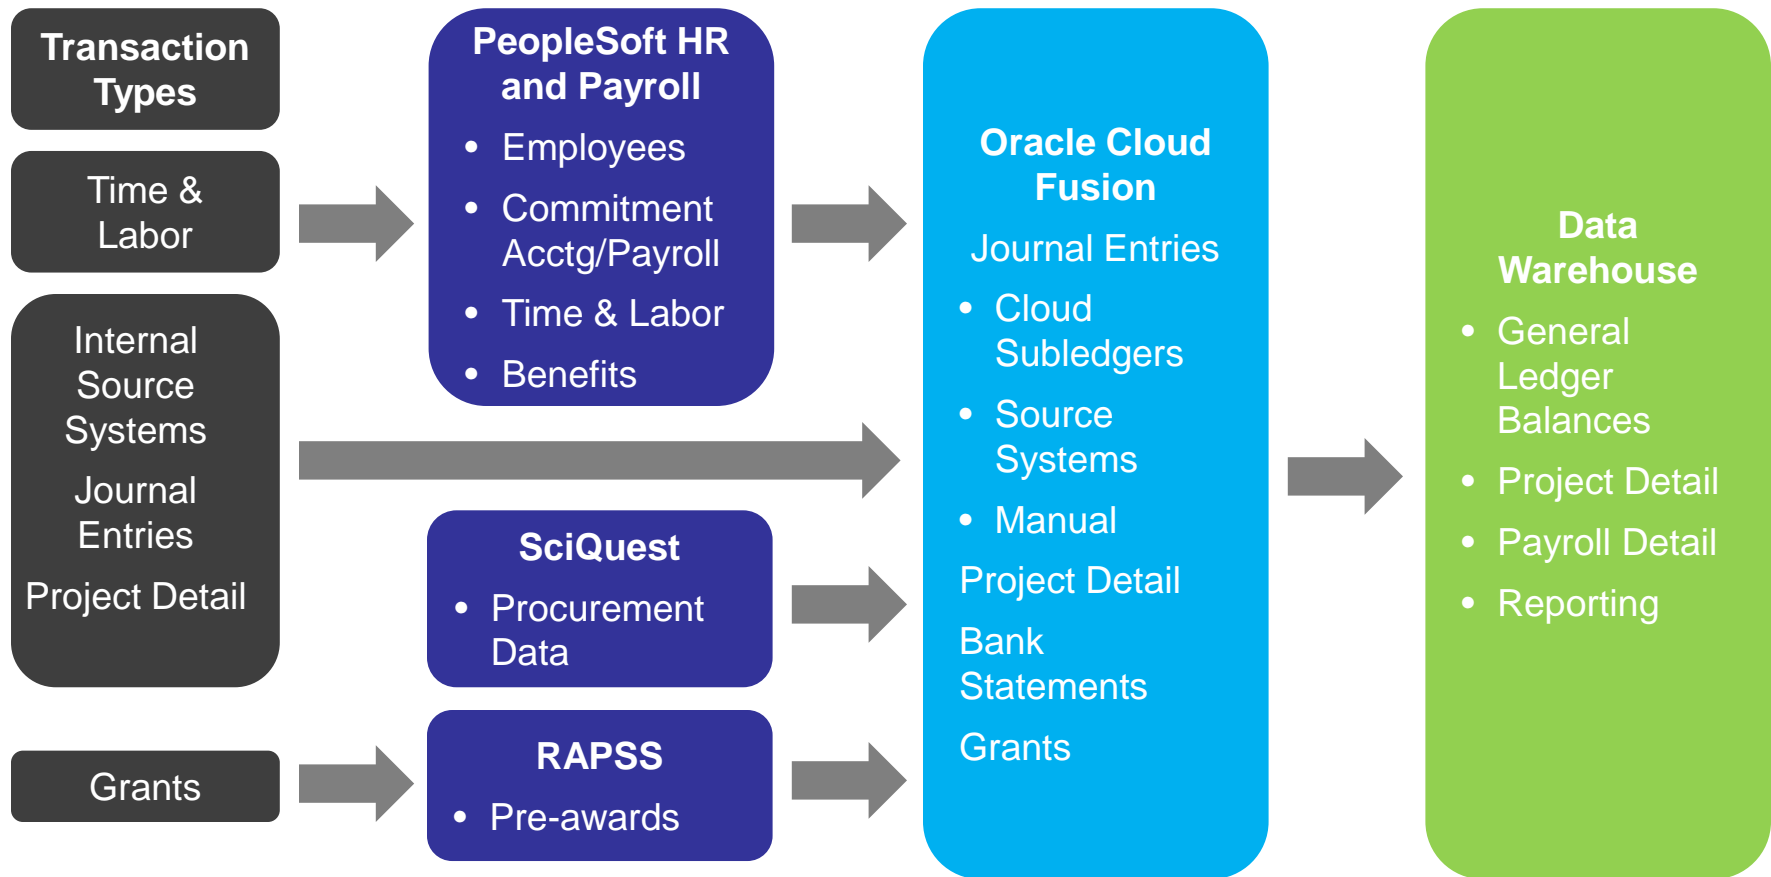 Transaction
Types
Time &
Labor
Internal
Source
Systems
Journal
Entries
Project Detail
Grants
PeopleSoft HR
and Payroll
• Employees
• Commitment
Acctg/Payroll
• Time & Labor
• Benefits
SciQuest
• Procurement
Data
RAPSS
• Pre-awards
Oracle Cloud
Fusion
Journal Entries
• Cloud
Subledgers
• Source
Systems
• Manual
Project Detail
Bank
Statements
Grants
Data
Warehouse
• General
Ledger
Balances
• Project Detail
• Payroll Detail
• Reporting